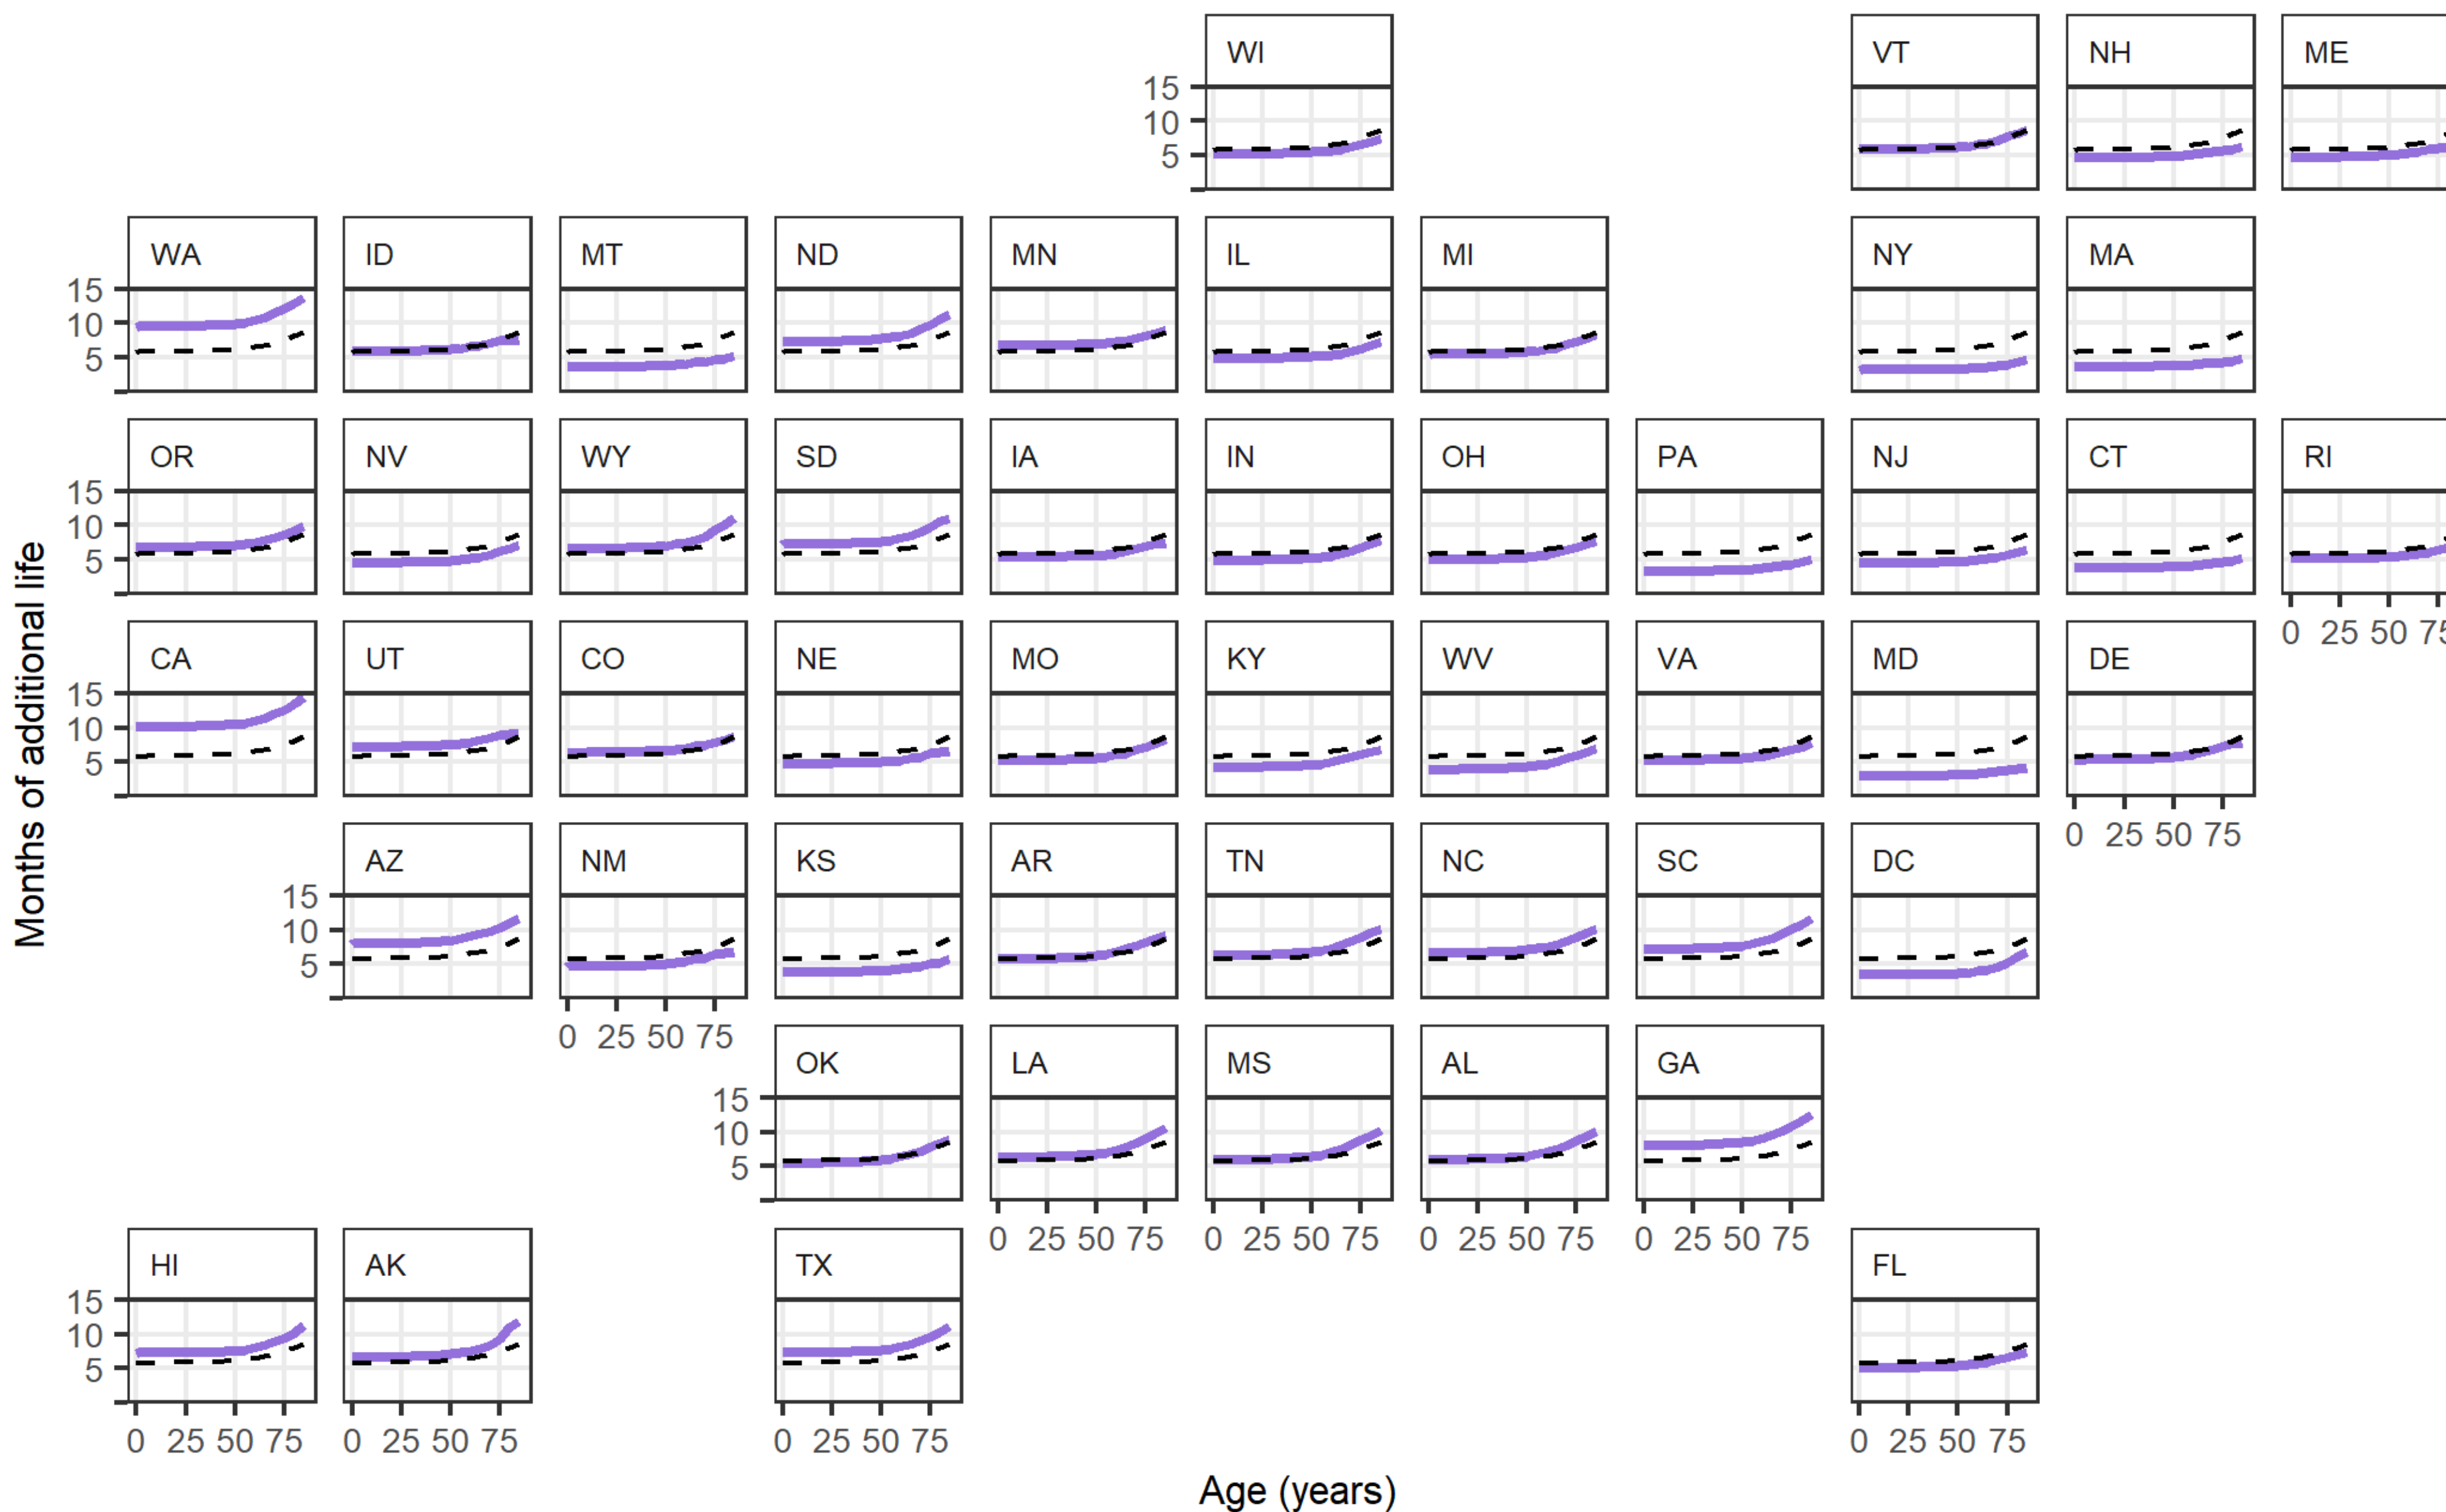 WI VT NH ME
15
10
5
WA ID MT ND MN IL MI NY MA
15
10
5
OR NV WY SD IA IN OH PA NJ CT RI
15
10
5
0 25 50 75
CA UT CO NE MO KY WV VA MD DE
15
10
5
0 25 50 75
AZ NM KS AR TN NC SC DC
15
10
5
0 25 50 75
OK LA MS AL GA
15
10
5
0 25 50 75 0 25 50 75 0 25 50 75 0 25 50 75
HI AK TX FL
15
10
5
0 25 50 75 0 25 50 75 0 25 50 75 0 25 50 75
Months of additional life
Age (years)